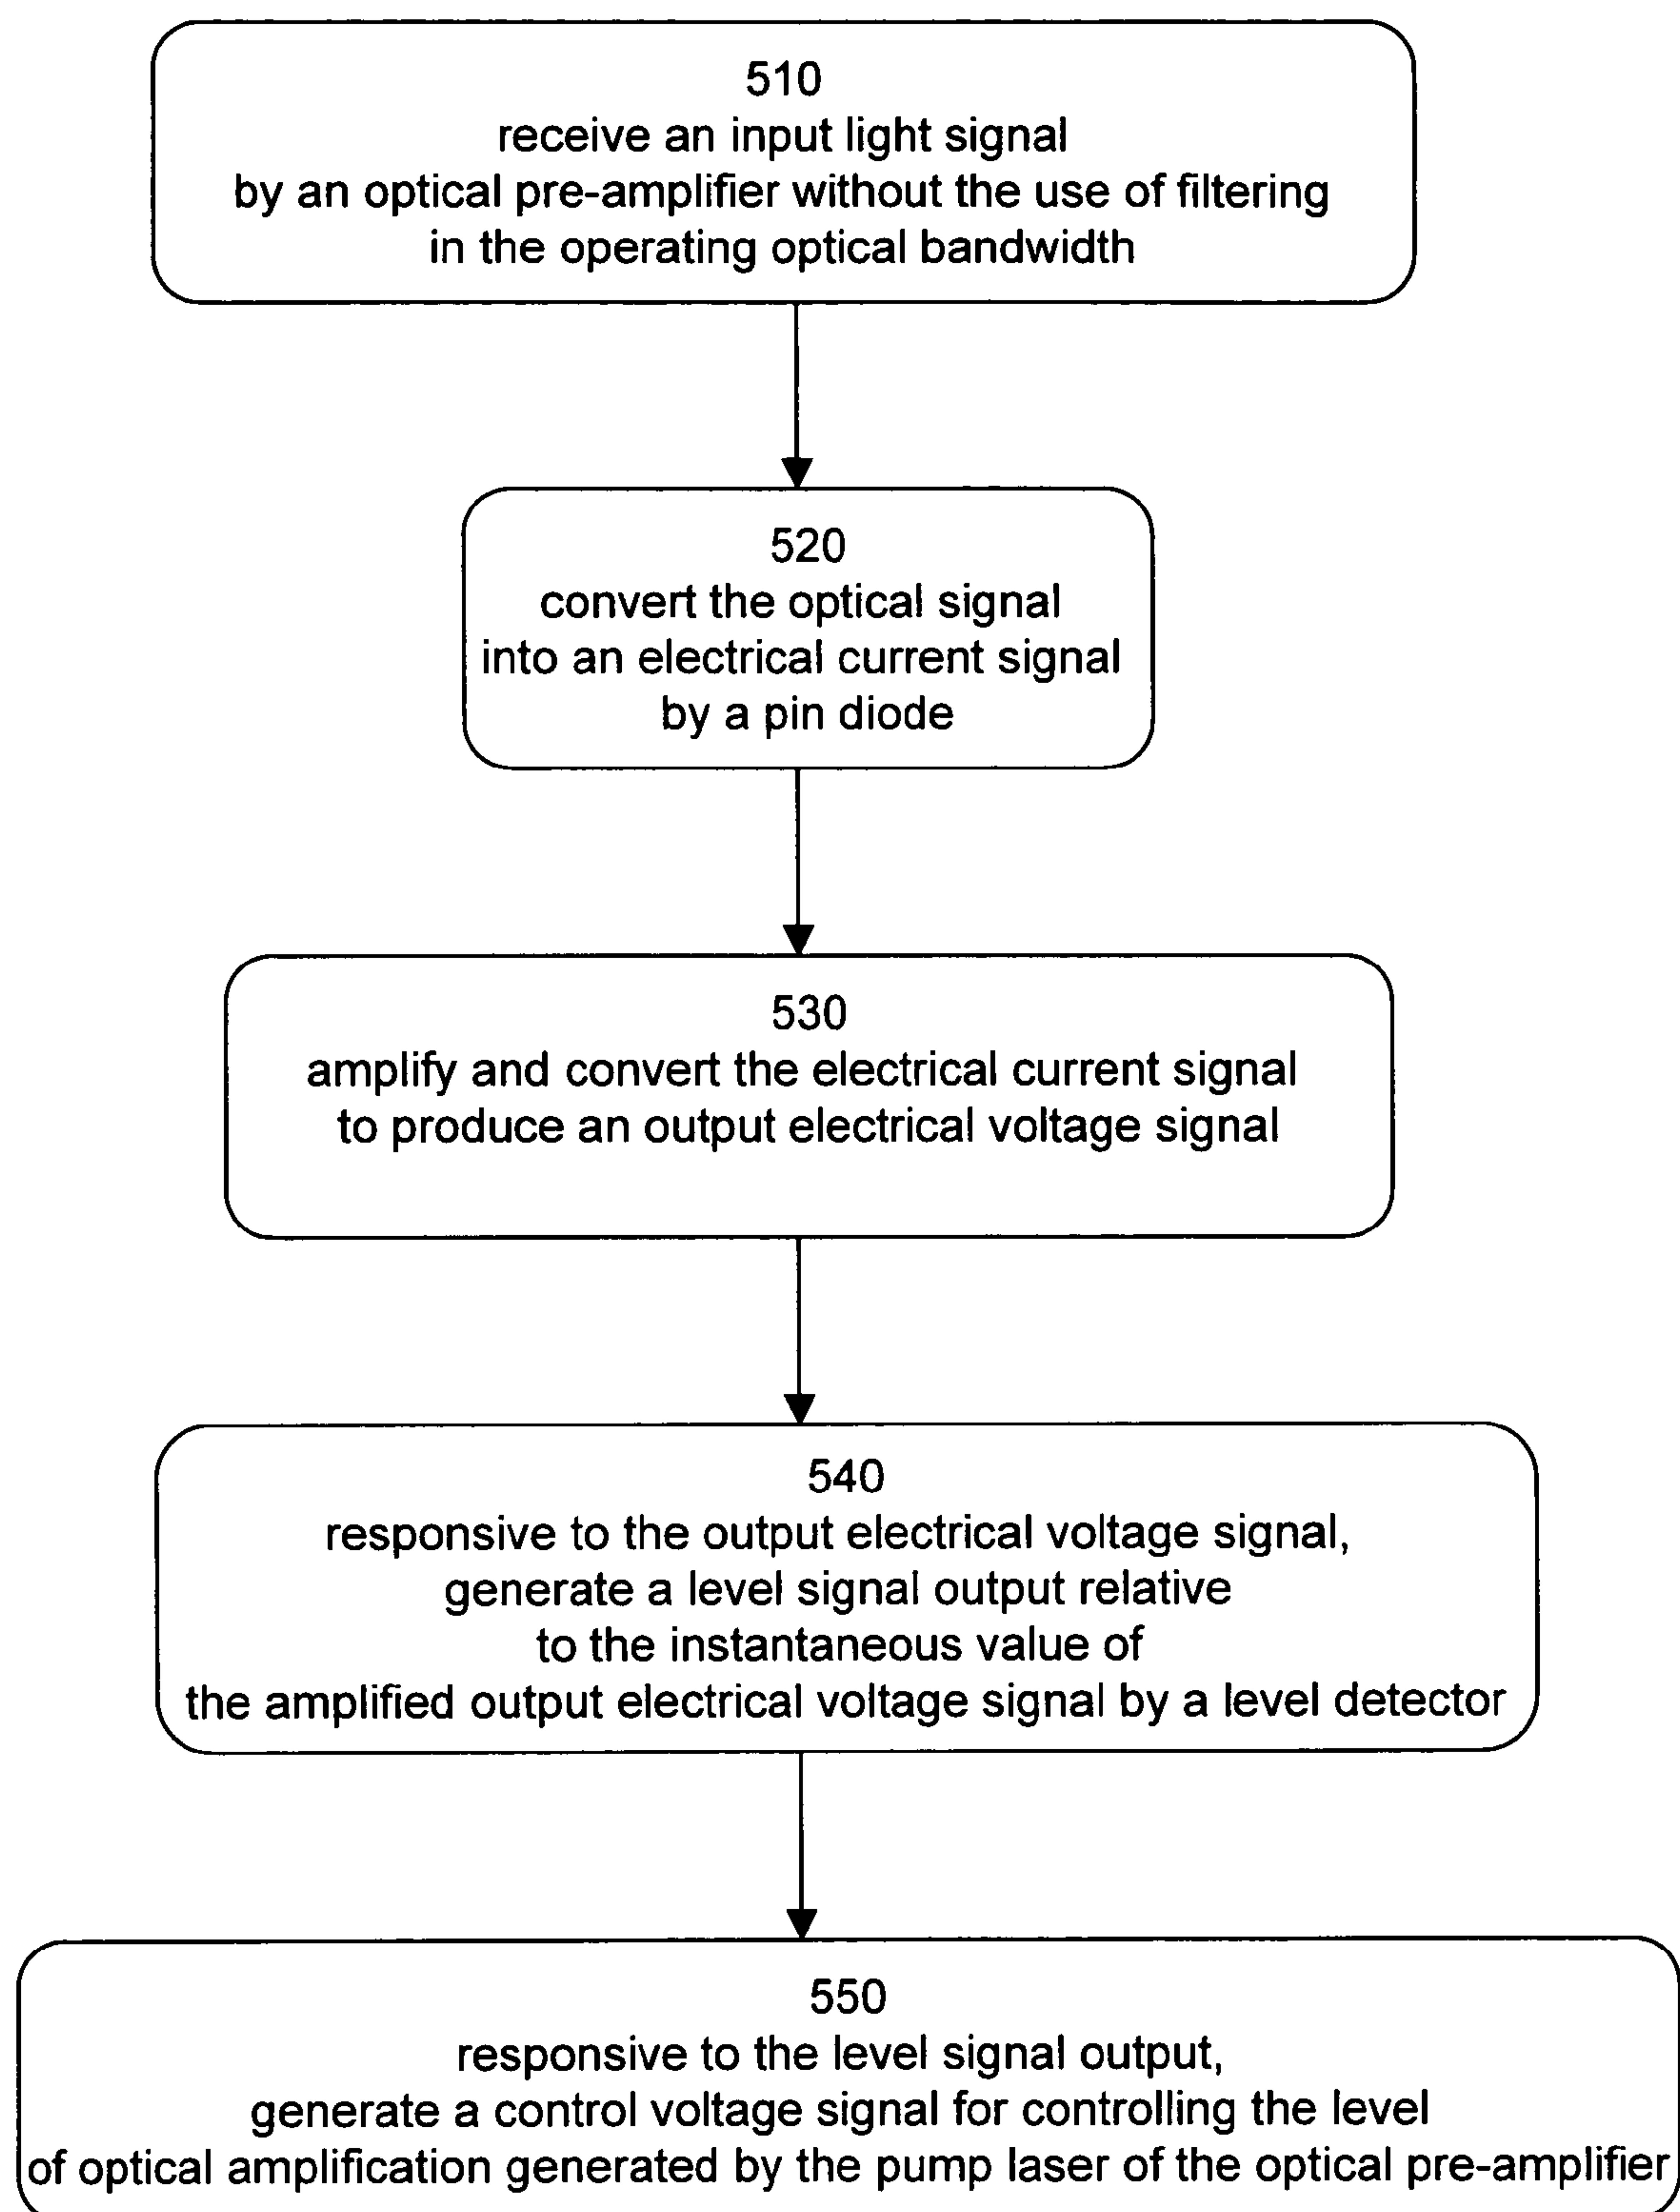 510
receive an input light signal
by an optical pre-amplifier without the use of filtering
in the operating optical bandwidth
520
convert the optical signal
into an electrical current signal
by a pin diode
530
amplify and convert the electrical current signal
to produce an output electrical voltage signal
540
responsive to the output electrical voltage signal,
generate a level signal output relative
to the instantaneous value of
the amplified output electrical voltage signal by a level detector
550
responsive to the level signal output,
generate a control voltage signal for controlling the level
of optical amplification generated by the pump laser of the optical pre-amplifier